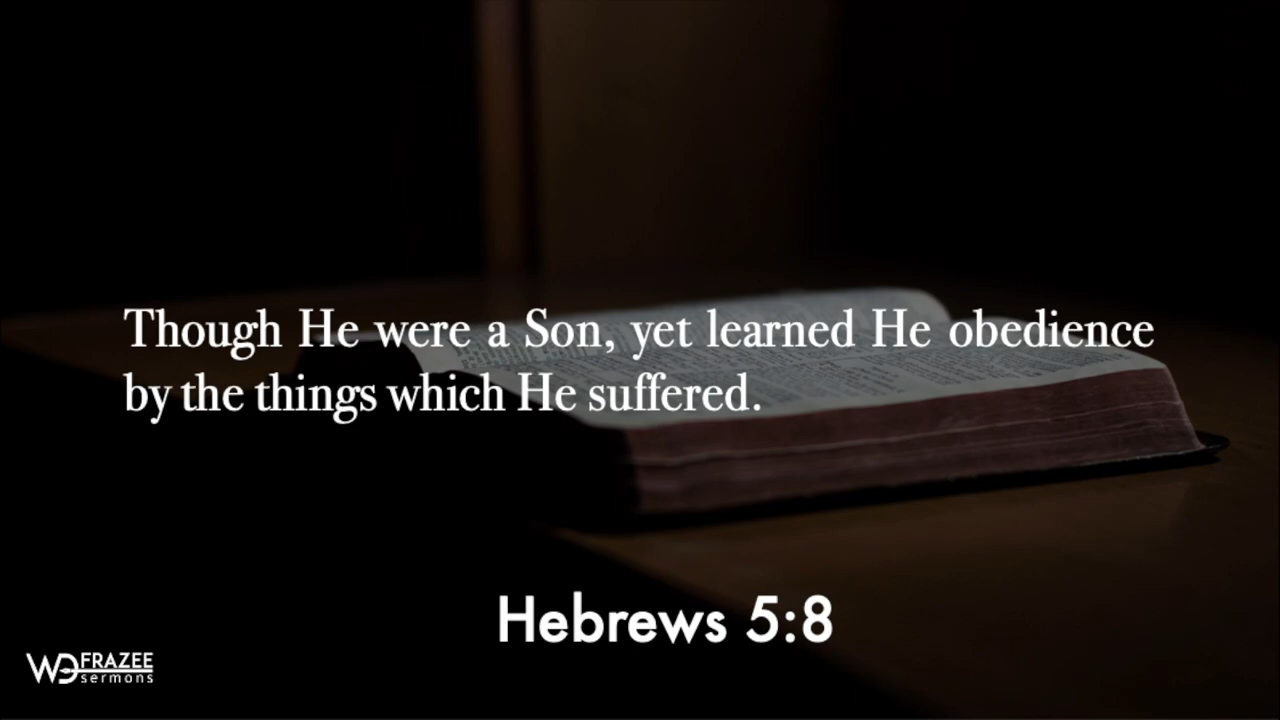 Though He were a Son, yet learned He obedience
by the things which He suffered.
Hebrews 5:8
WD FRAZEE
sermons